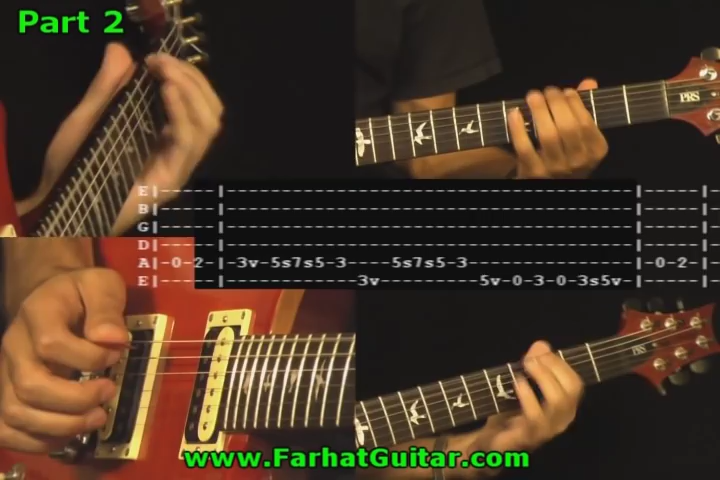 Part 2
PRS
E|-----|---------------------------------------|-----|--
B|-----|---------------------------------------|-----|--
G|-----|---------------------------------------|-----|--
D|-----|---------------------------------------|-----|--
A|-0-2-|-3v-5s7s5-3-----5s7s5-3----------------|-0-2-|--
E|-----|-------------3v----------5v-0-3-0-3s5v-|-----|--
PRS
www.FarhatGuitar.com